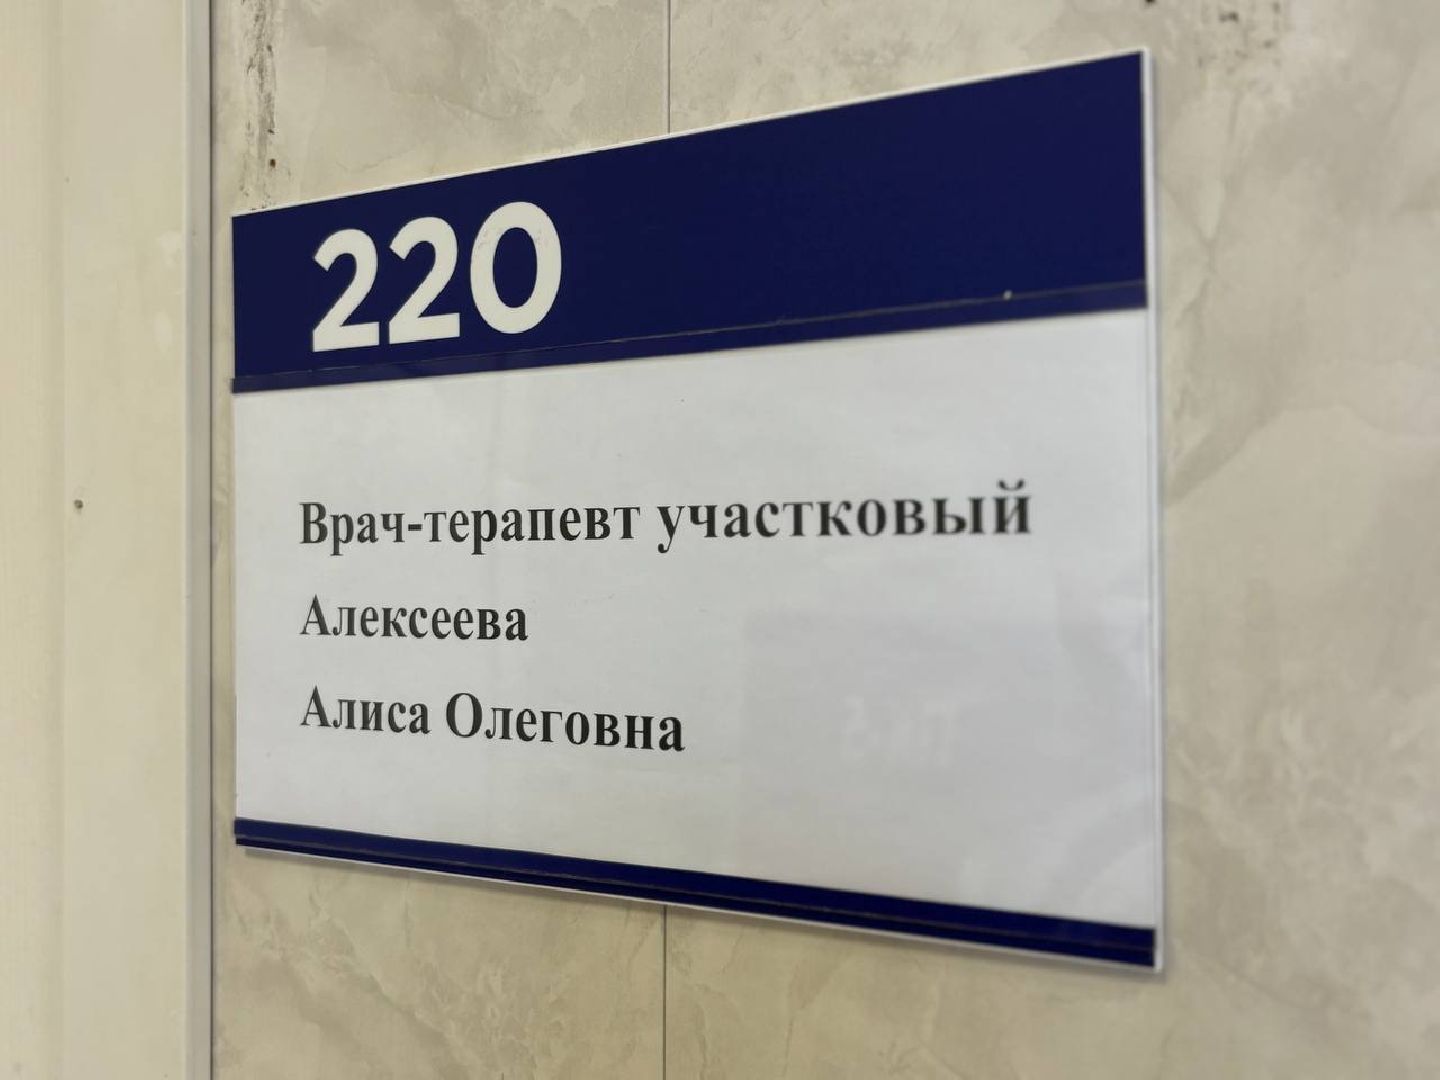 220
Врач-терапевт участковый
Алексеева
Алиса Олеговна